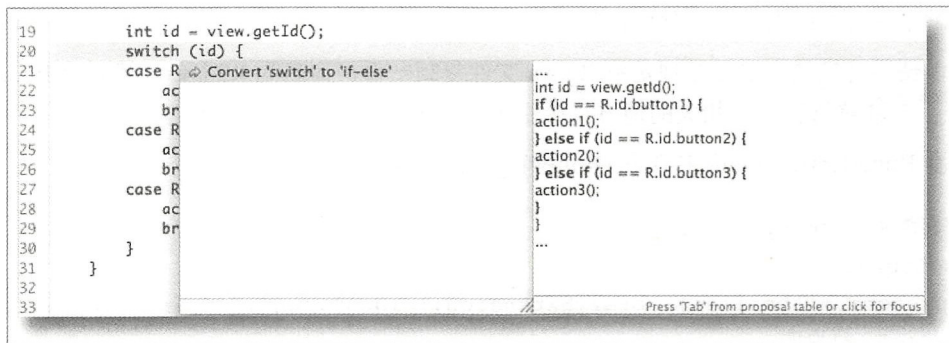 19 int id = view.getId();
20 switch (id) {
21 case R
22 ac
23 br
24 case R
25 ac
26 br
27 case R
28 ac
29 br
30 }
31 }
32
33
Convert 'switch' to 'if-else'
...
int id = view.getId();
if (id == R.id.button1) {
action1();
} else if (id == R.id.button2) {
action2();
} else if (id == R.id.button3) {
action3();
}
}
...
Press 'Tab' from proposal table or click for focus